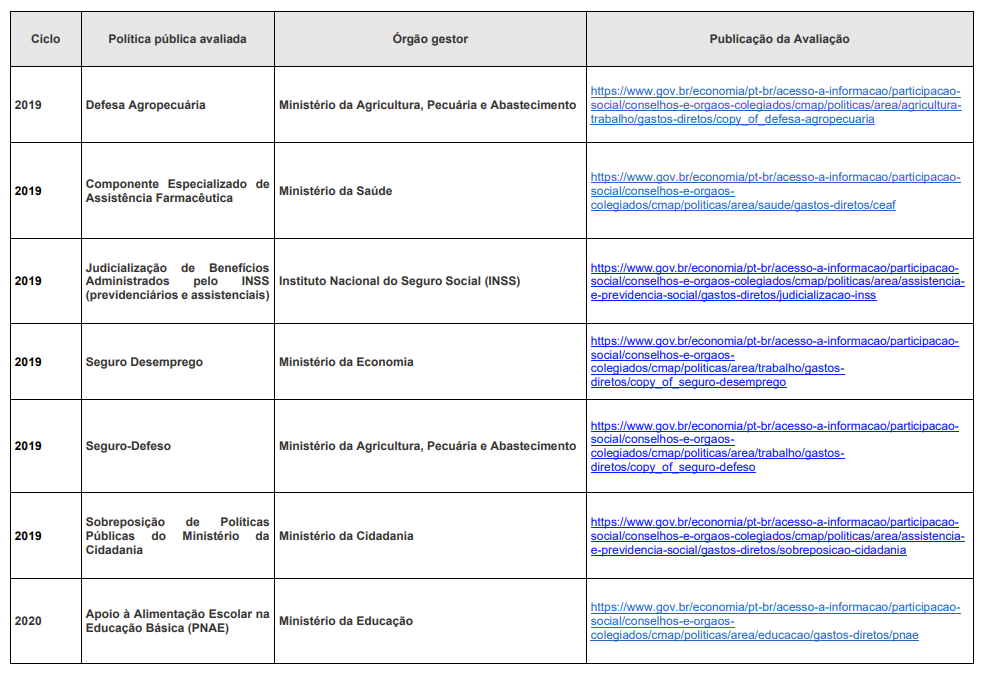 Ciclo
Política pública avaliada
Órgão gestor
Publicação da Avaliação
2019
Defesa Agropecuária
Ministério da Agricultura, Pecuária e Abastecimento
https://www.gov.br/economia/pt-br/acesso-a-informacao/participacao-
social/conselhos-e-orgaos-colegiados/cmap/politicas/area/agricultura-
trabalho/gastos-diretos/copy_of_defesa-agropecuaria
2019
Componente Especializado de
Assistência Farmacêutica
Ministério da Saúde
https://www.gov.br/economia/pt-br/acesso-a-informacao/participacao-
social/conselhos-e-orgaos-
colegiados/cmap/politicas/area/saude/gastos-diretos/ceaf
2019
Judicialização de Benefícios
Administrados pelo INSS
(previdenciários e assistenciais)
Instituto Nacional do Seguro Social (INSS)
https://www.gov.br/economia/pt-br/acesso-a-informacao/participacao-
social/conselhos-e-orgaos-colegiados/cmap/politicas/area/assistencia-
e-previdencia-social/gastos-diretos/judicializacao-inss
2019
Seguro Desemprego
Ministério da Economia
https://www.gov.br/economia/pt-br/acesso-a-informacao/participacao-
social/conselhos-e-orgaos-
colegiados/cmap/politicas/area/trabalho/gastos-
diretos/copy_of_seguro-desemprego
2019
Seguro-Defeso
Ministério da Agricultura, Pecuária e Abastecimento
https://www.gov.br/economia/pt-br/acesso-a-informacao/participacao-
social/conselhos-e-orgaos-
colegiados/cmap/politicas/area/trabalho/gastos-
diretos/copy_of_seguro-defeso
2019
Sobreposição de Políticas
Públicas do Ministério da
Cidadania
Ministério da Cidadania
https://www.gov.br/economia/pt-br/acesso-a-informacao/participacao-
social/conselhos-e-orgaos-colegiados/cmap/politicas/area/assistencia-
e-previdencia-social/gastos-diretos/sobreposicao-cidadania
2020
Apoio à Alimentação Escolar na
Educação Básica (PNAE)
Ministério da Educação
https://www.gov.br/economia/pt-br/acesso-a-informacao/participacao-
social/conselhos-e-orgaos-
colegiados/cmap/politicas/area/educacao/gastos-diretos/pnae